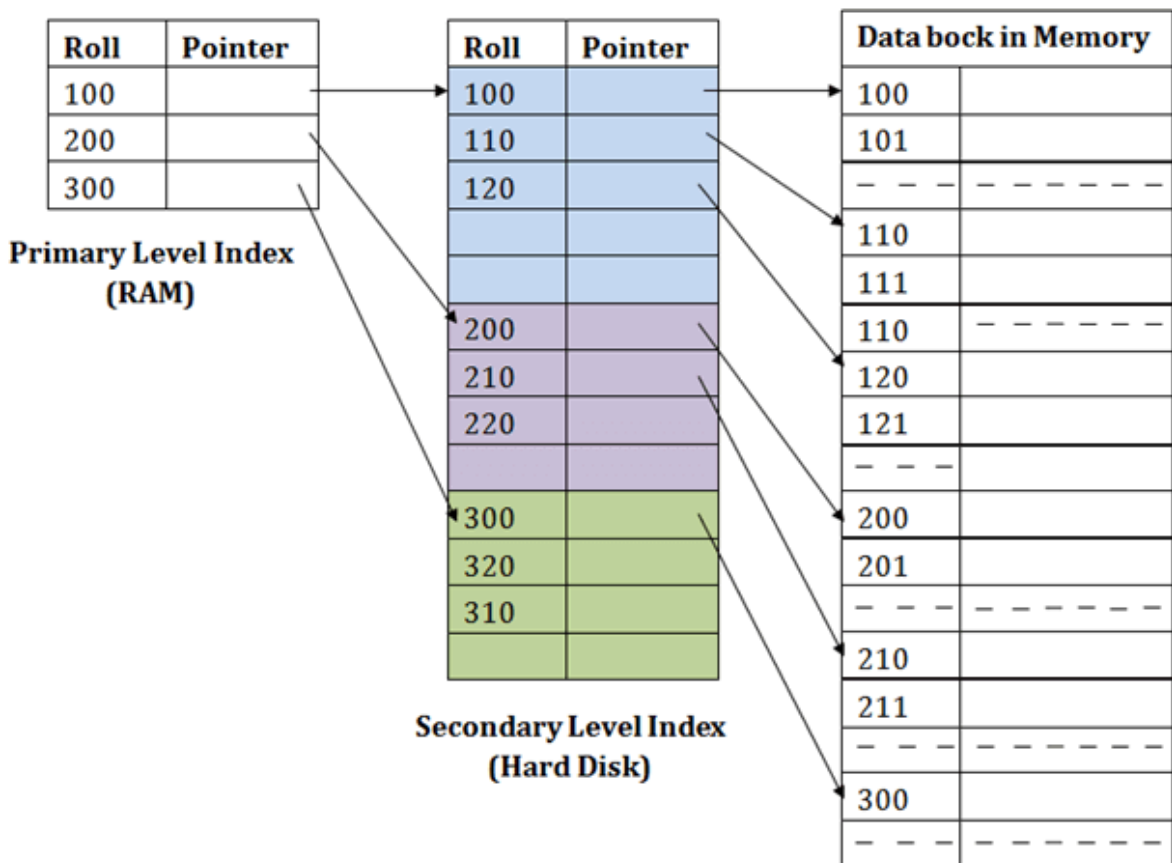 Roll Pointer
100
200
300
Primary Level Index
(RAM)
Roll Pointer
100
110
120
200
210
220
300
320
310
Secondary Level Index
(Hard Disk)
Data bock in Memory
100
101
_ _ _ _ _ _ _ _ _
110
111
110 _ _ _ _ _ _
120
121
_ _ _
200
201
_ _ _ _ _ _ _ _ _
210
211
_ _ _ _ _ _ _ _ _
300
_ _ _ _ _ _ _ _ _